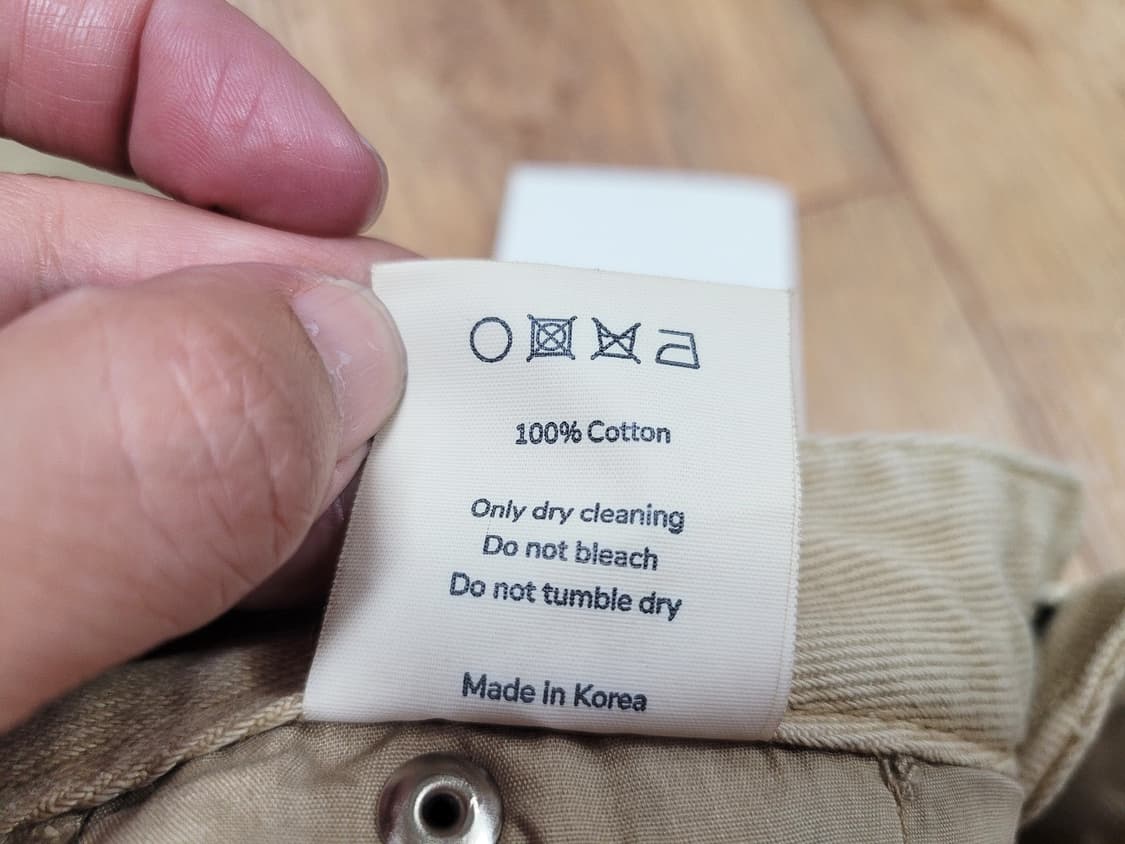 100% Cotton
Only dry cleaning
Do not bleach
Do not tumble dry
Made in Korea